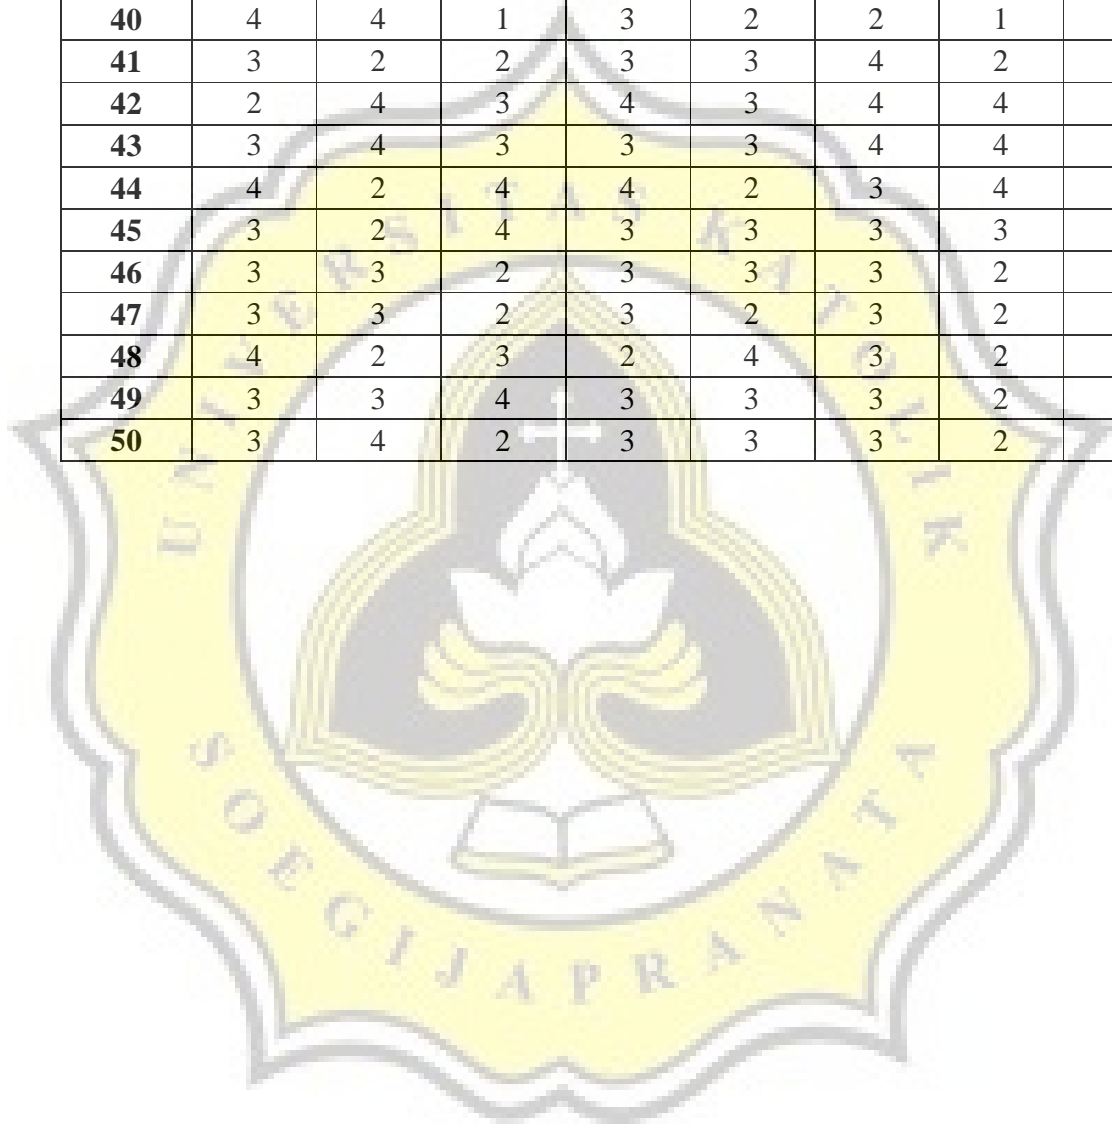 40 4 4 1 3 2 2 1
41 3 2 2 3 3 4 2
42 2 4 3 4 3 4 4
43 3 4 3 3 3 4 4
44 4 2 4 4 2 3 4
45 3 2 4 3 3 3 3
46 3 3 2 3 3 3 2
47 3 3 2 3 2 3 2
48 4 2 3 2 4 3 2
49 3 3 4 3 3 3 2
50 3 4 2 3 3 3 2
UNIVERSITAS KATOLIK
SOEGIJAPRANATA